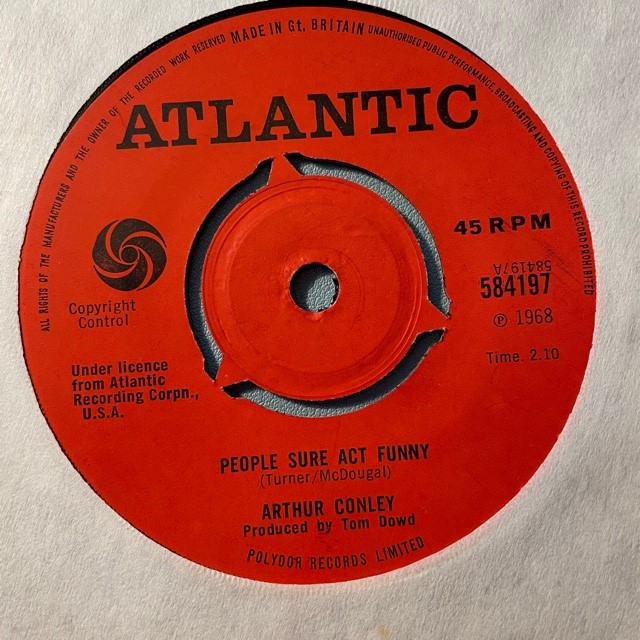 ALL RIGHTS OF THE MANUFACTURERS AND THE OWNER OF THE RECORDED WORK RESERVED MADE IN Gt. BRITAIN UNAUTHORISED PUBLIC PERFORMANCE, BROADCASTING AND COPYING OF THIS RECORD PROHIBITED
ATLANTIC
45 RPM
584197A
584197
℗ 1968
Time. 2.10
Copyright
Control
Under licence
from Atlantic
Recording Corpn.,
U.S.A.
PEOPLE SURE ACT FUNNY
(Turner/McDougal)
ARTHUR CONLEY
Produced by Tom Dowd
POLYDOR RECORDS LIMITED